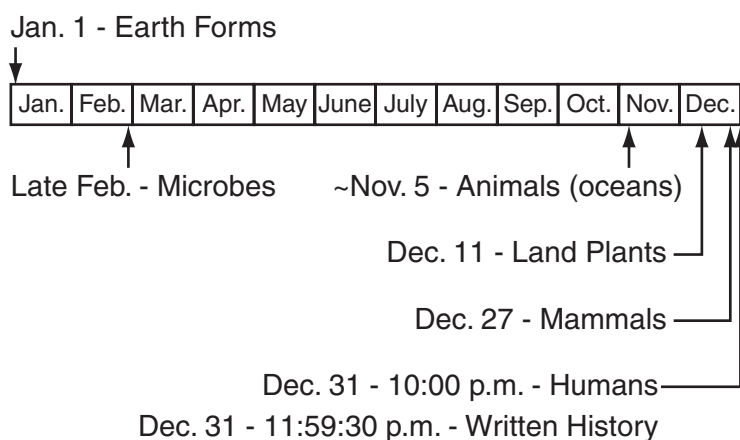 Jan. 1 - Earth Forms
Jan. Feb. Mar. Apr. May June July Aug. Sep. Oct. Nov. Dec.
Late Feb. - Microbes ~Nov. 5 - Animals (oceans)
Dec. 11 - Land Plants
Dec. 27 - Mammals
Dec. 31 - 10:00 p.m. - Humans
Dec. 31 - 11:59:30 p.m. - Written History